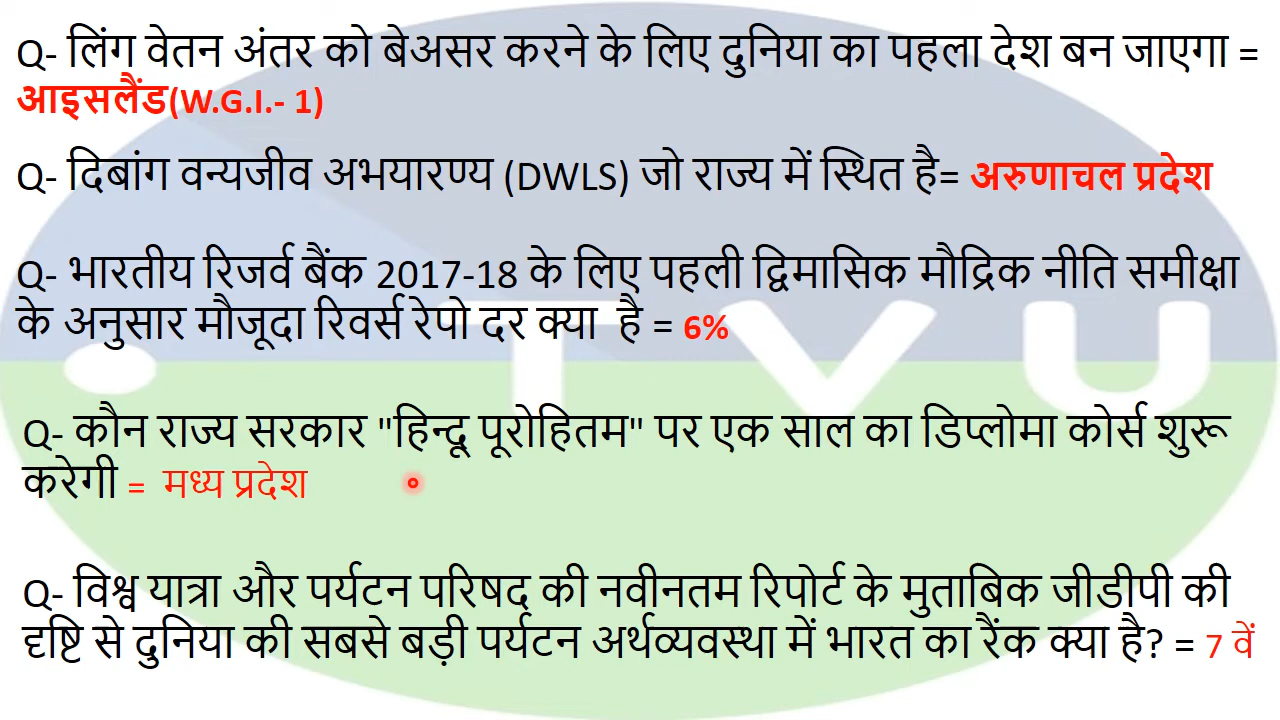 Q- लिंग वेतन अंतर को बेअसर करने के लिए दुनिया का पहला देश बन जाएगा =
आइसलैंड(W.G.I.- 1)
Q- दिबांग वन्यजीव अभयारण्य (DWLS) जो राज्य में स्थित है= अरुणाचल प्रदेश
Q- भारतीय रिजर्व बैंक 2017-18 के लिए पहली द्विमासिक मौद्रिक नीति समीक्षा
के अनुसार मौजूदा रिवर्स रेपो दर क्या है = 6%
Q- कौन राज्य सरकार "हिन्दू पूरोहितम" पर एक साल का डिप्लोमा कोर्स शुरू
करेगी = मध्य प्रदेश
Q- विश्व यात्रा और पर्यटन परिषद की नवीनतम रिपोर्ट के मुताबिक जीडीपी की
दृष्टि से दुनिया की सबसे बड़ी पर्यटन अर्थव्यवस्था में भारत का रैंक क्या है? = 7 वें
TVU